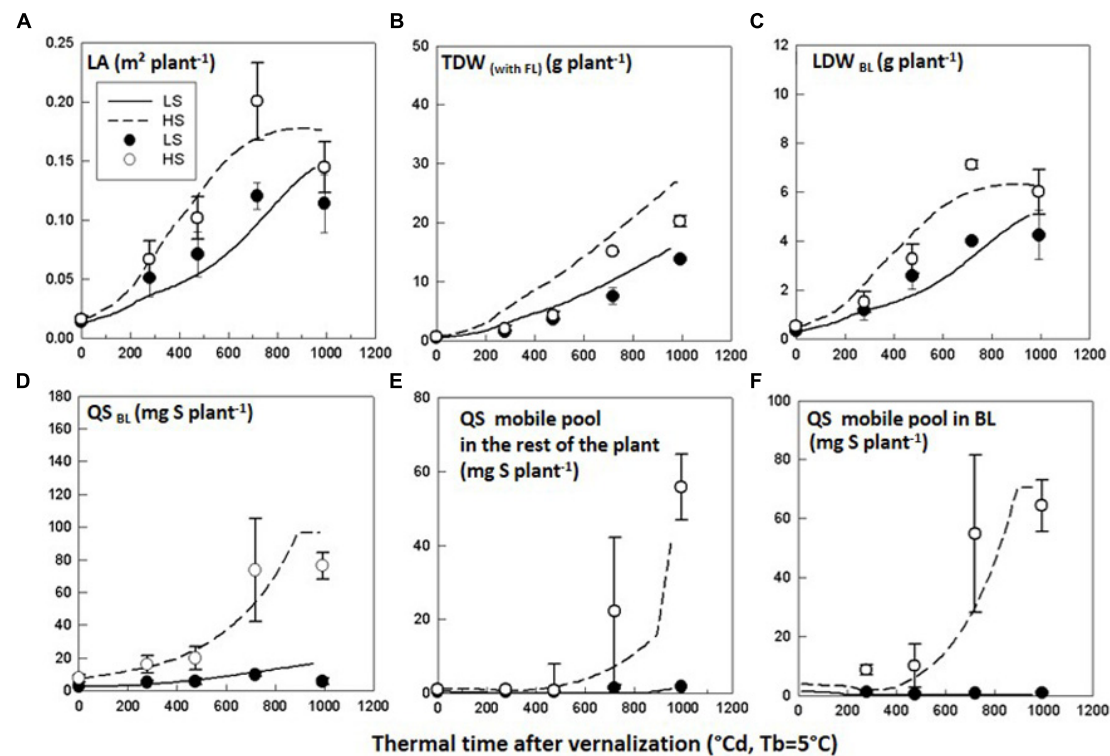 A
LA (m² plant⁻¹)
LS
HS
LS
HS
0.25
0.20
0.15
0.10
0.05
0.00
0 200 400 600 800 1000 1200
B
TDW (with FL) (g plant⁻¹)
50
40
30
20
10
0
0 200 400 600 800 1000 1200
C
LDW BL (g plant⁻¹)
12
10
8
6
4
2
0
0 200 400 600 800 1000 1200
D
QS BL (mg S plant⁻¹)
180
160
140
120
100
80
60
40
20
0
0 200 400 600 800 1000 1200
E
QS mobile pool
in the rest of the plant
(mg S plant⁻¹)
80
60
40
20
0
0 200 400 600 800 1000 1200
F
QS mobile pool in BL
(mg S plant⁻¹)
100
80
60
40
20
0
0 200 400 600 800 1000 1200
Thermal time after vernalization (°Cd, Tb=5°C)